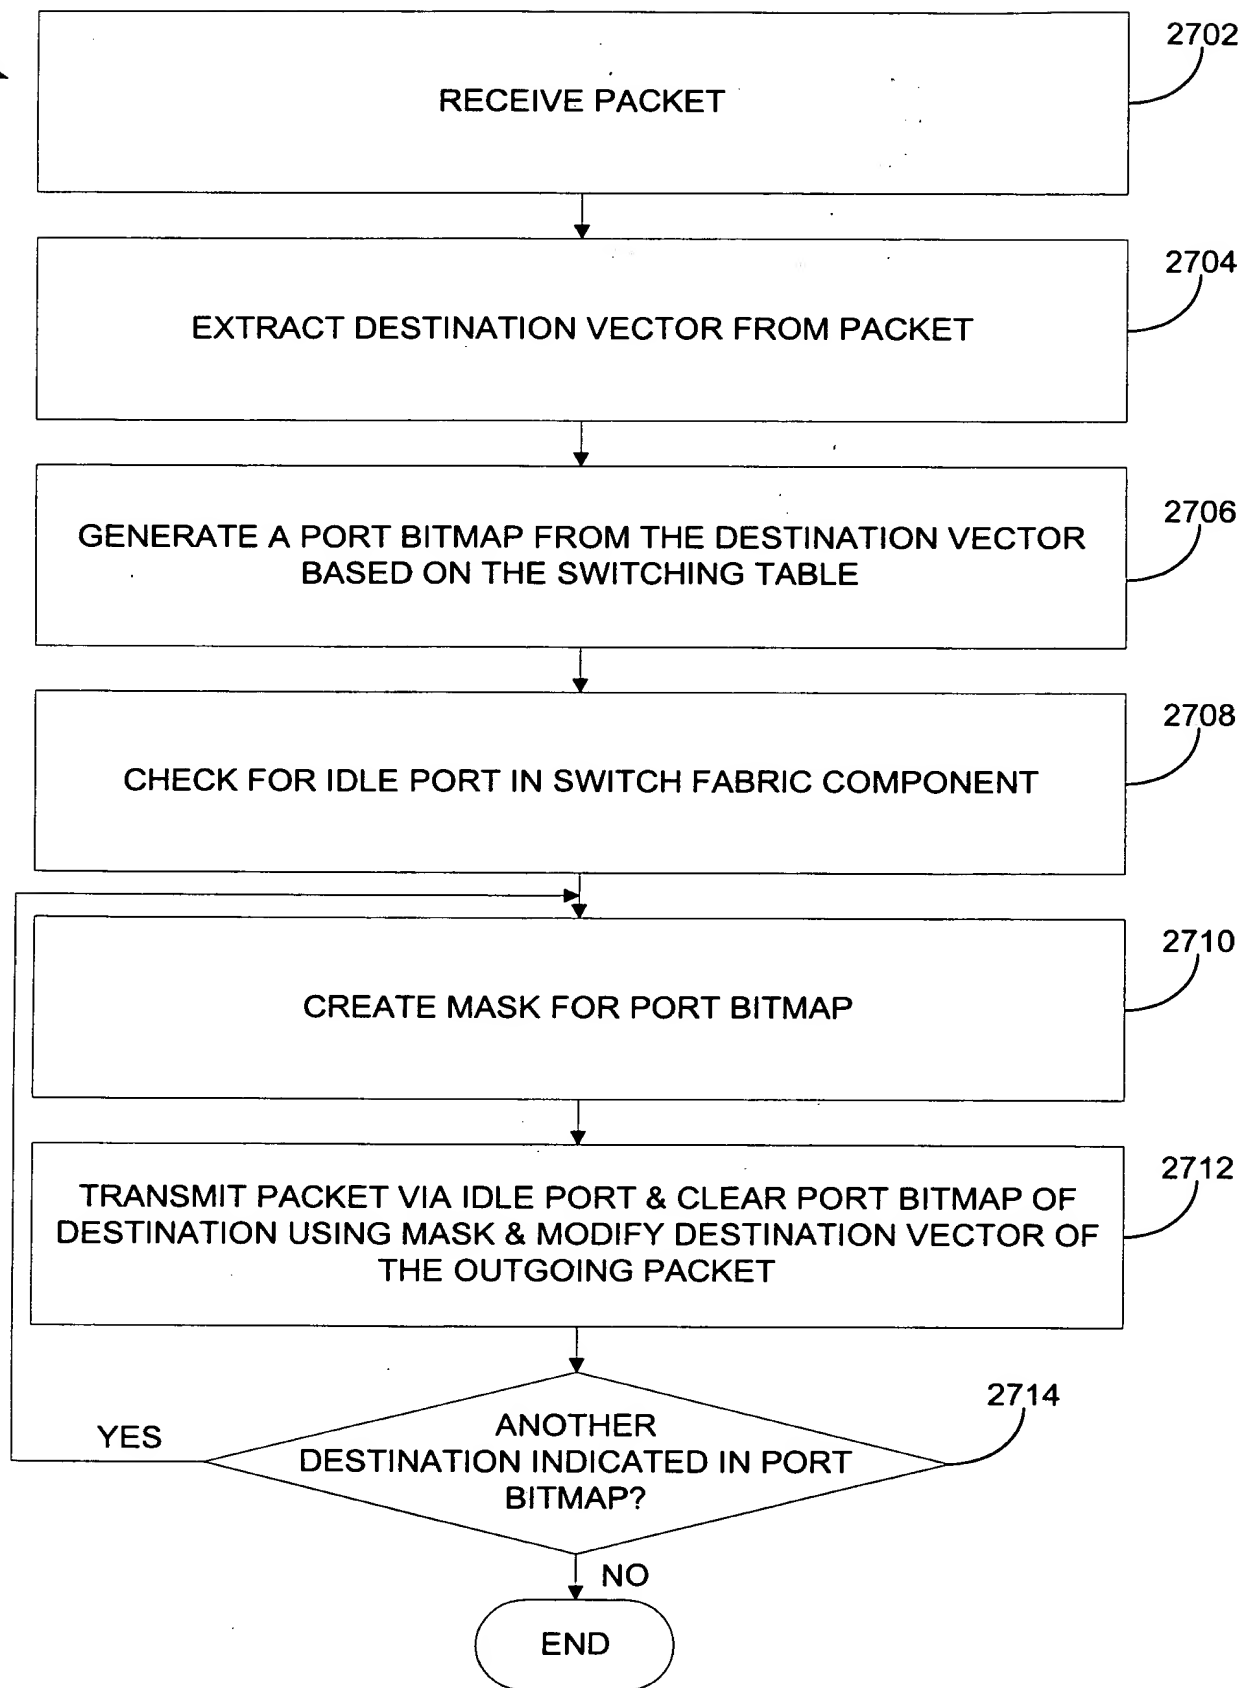 2702
RECEIVE PACKET
2704
EXTRACT DESTINATION VECTOR FROM PACKET
2706
GENERATE A PORT BITMAP FROM THE DESTINATION VECTOR
BASED ON THE SWITCHING TABLE
2708
CHECK FOR IDLE PORT IN SWITCH FABRIC COMPONENT
2710
CREATE MASK FOR PORT BITMAP
2712
TRANSMIT PACKET VIA IDLE PORT & CLEAR PORT BITMAP OF
DESTINATION USING MASK & MODIFY DESTINATION VECTOR OF
THE OUTGOING PACKET
2714
YES
ANOTHER
DESTINATION INDICATED IN PORT
BITMAP?
NO
END